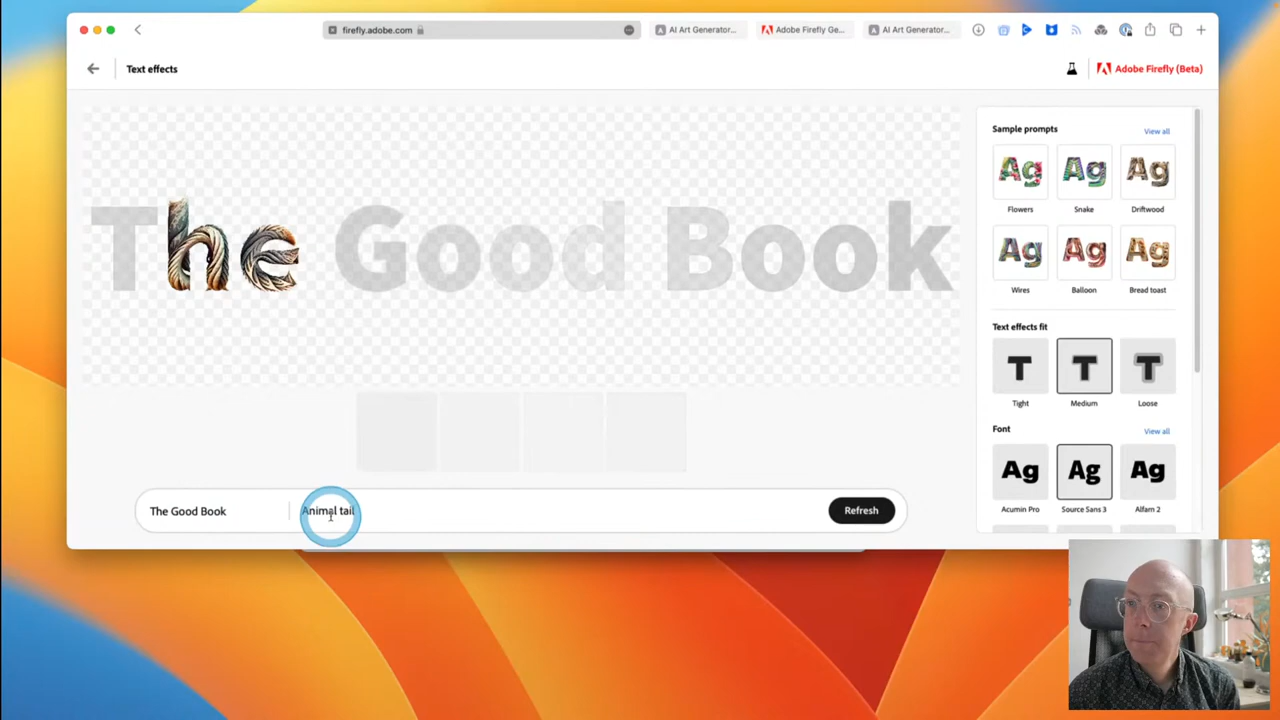 firefly.adobe.com
AI Art Generator...
Adobe Firefly Ge...
AI Art Generator...
Text effects
Adobe Firefly (Beta)
The Good Book
Sample prompts
View all
Ag
Ag
Ag
Flowers
Snake
Driftwood
Ag
Ag
Ag
Wires
Balloon
Bread toast
Text effects fit
T
T
T
Tight
Medium
Loose
Font
View all
Ag
Ag
Ag
Acumin Pro
Source Sans 3
Alfarn 2
The Good Book
Animal tail
Refresh